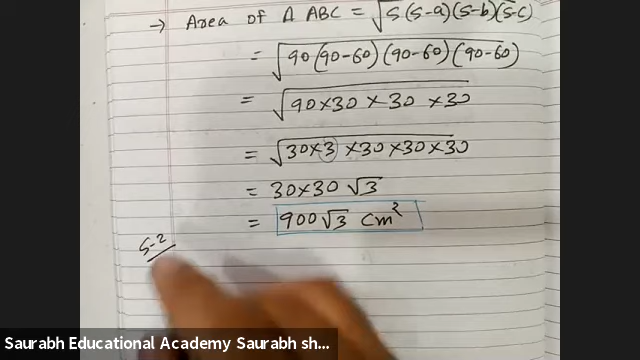 → Area of Δ ABC = √S(S-a)(S-b)(S-c)
= √90(90-60)(90-60)(90-60)
= √90×30×30×30
= √30×3×30×30×30
= 30×30√3
= 900√3 cm²
S-2
Saurabh Educational Academy Saurabh sh...